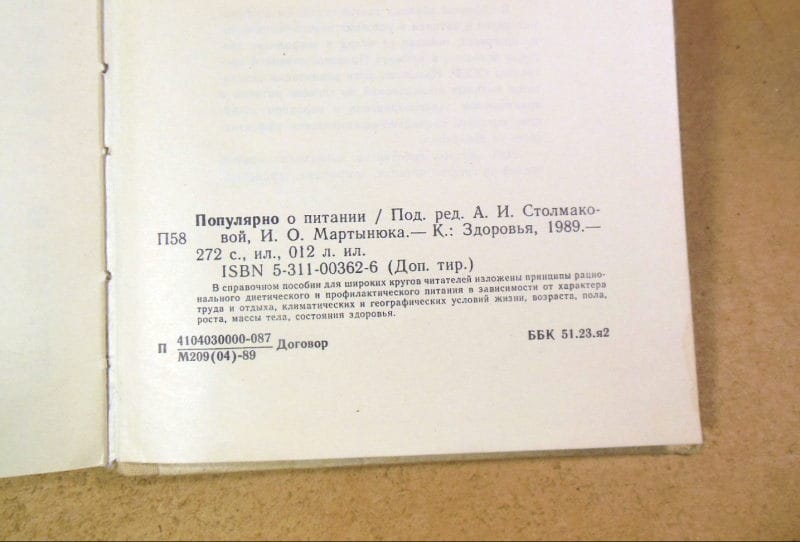 Популярно о питании / Под. ред. А. И. Столмако-
П58 вой, И. О. Мартынюка.— К.: Здоровья, 1989.—
272 с., ил., 012 л. ил.
ISBN 5-311-00362-6 (Доп. тир.)
В справочном пособии для широких кругов читателей изложены принципы рацио-
нального диетического и профилактического питания в зависимости от характера
труда и отдыха, климатических и географических условий жизни, возраста, пола,
роста, массы тела, состояния здоровья.
П 4104030000-087 Договор ББК 51.23.я2
М209(04)-89